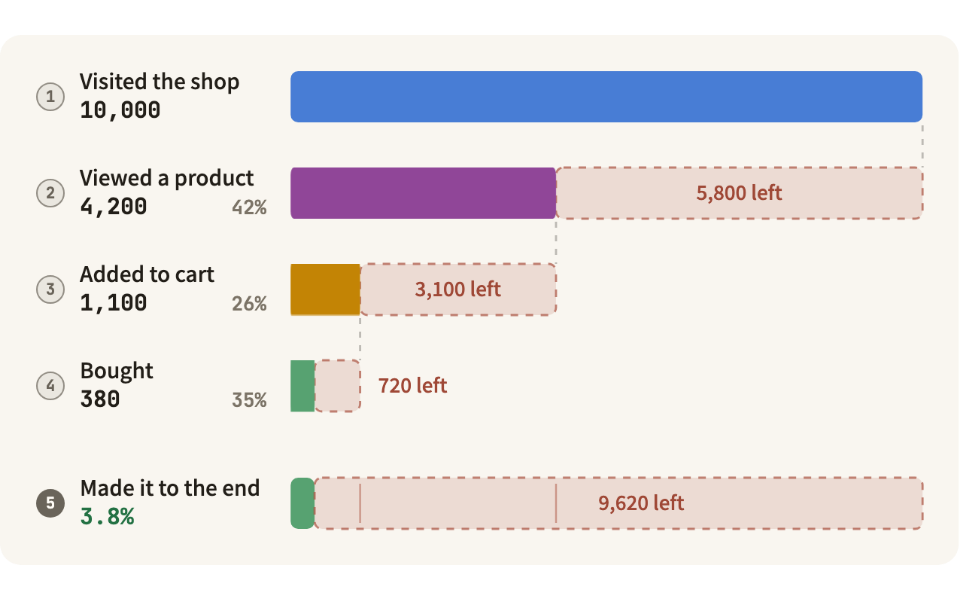 1
Visited the shop
10,000
2
Viewed a product
4,200 42%
5,800 left
3
Added to cart
1,100 26%
3,100 left
4
Bought
380 35%
720 left
5
Made it to the end
3.8%
9,620 left